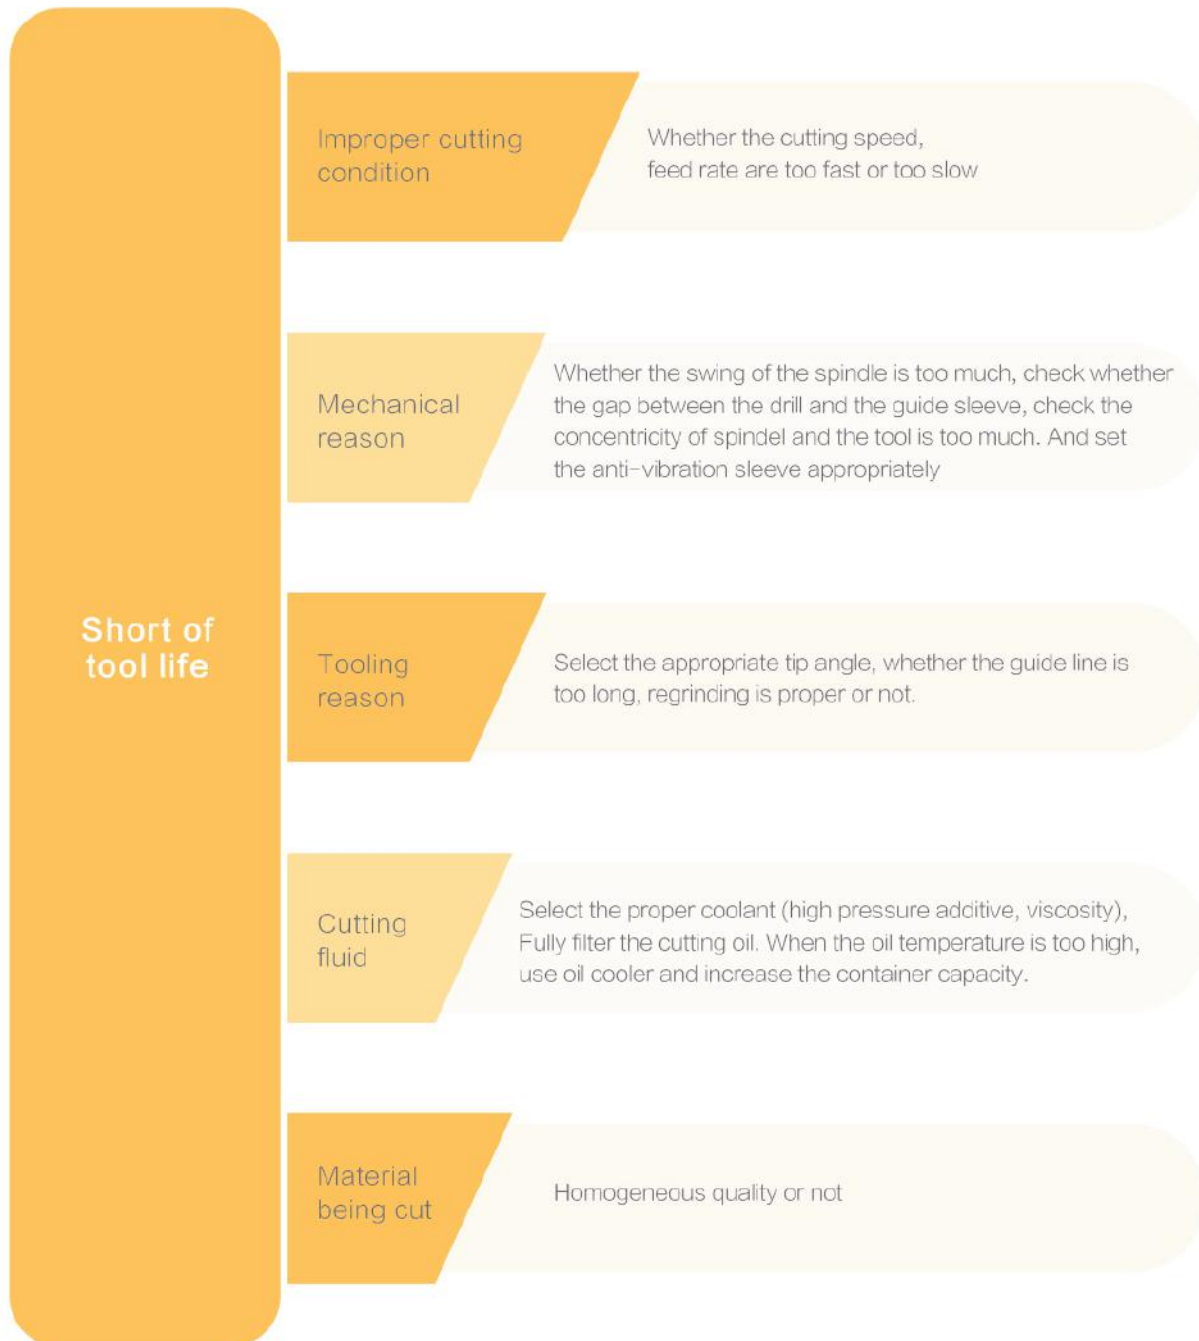 Short of
tool life
Improper cutting
condition
Whether the cutting speed,
feed rate are too fast or too slow
Mechanical
reason
Whether the swing of the spindle is too much, check whether
the gap between the drill and the guide sleeve, check the
concentricity of spindel and the tool is too much. And set
the anti-vibration sleeve appropriately
Tooling
reason
Select the appropriate tip angle, whether the guide line is
too long, regrinding is proper or not.
Cutting
fluid
Select the proper coolant (high pressure additive, viscosity),
Fully filter the cutting oil. When the oil temperature is too high,
use oil cooler and increase the container capacity.
Material
being cut
Homogeneous quality or not